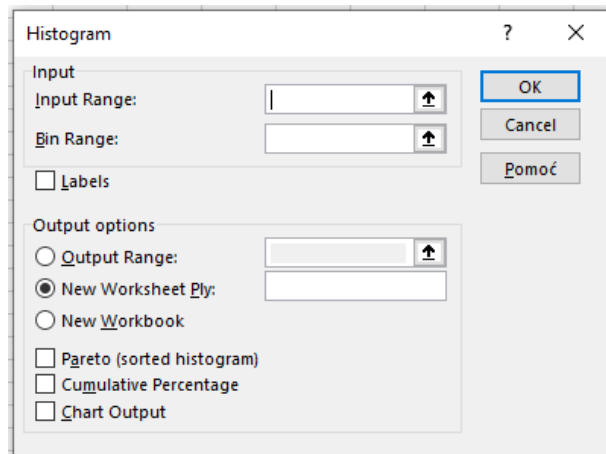 Histogram ?
Input
Input Range:
Bin Range:
Labels
OK
Cancel
Pomoć
Output options
Output Range:
New Worksheet Ply:
New Workbook
Pareto (sorted histogram)
Cumulative Percentage
Chart Output